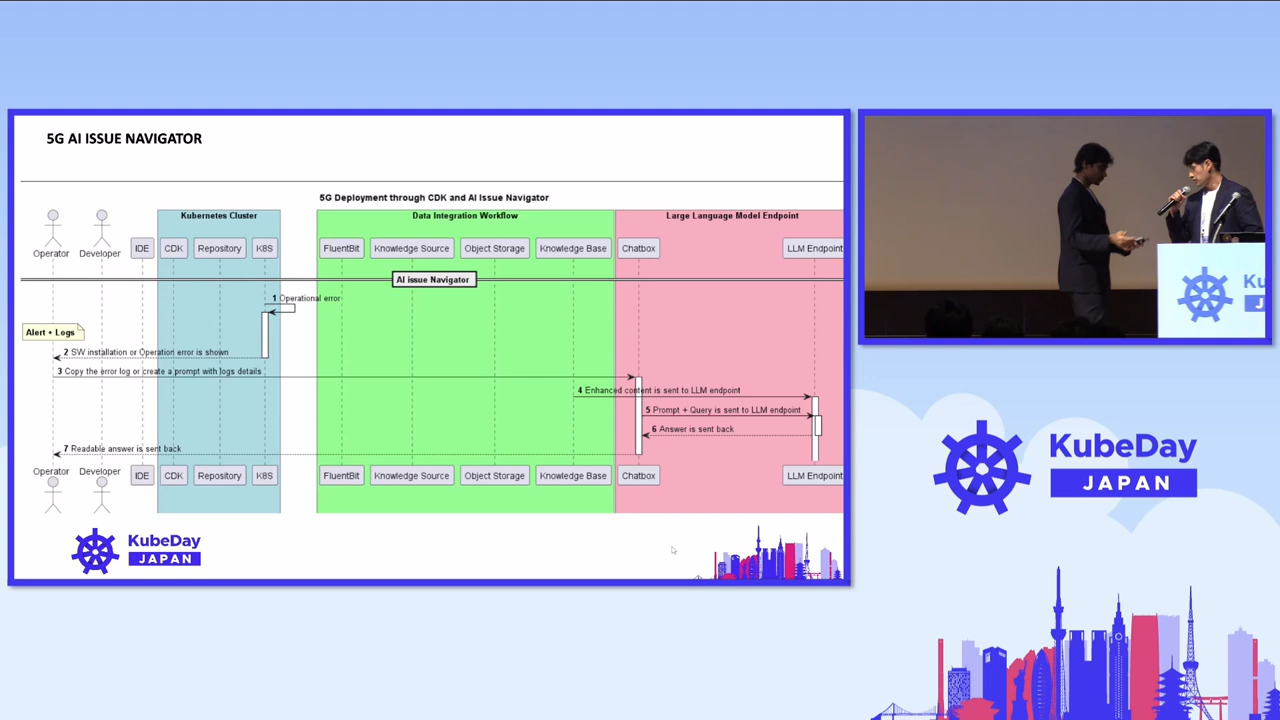 5G AI ISSUE NAVIGATOR
5G Deployment through CDK and AI Issue Navigator
Kubernetes Cluster
Data Integration Workflow
Large Language Model Endpoint
Operator
Developer
IDE
CDK
Repository
K8S
FluentBit
Knowledge Source
Object Storage
Knowledge Base
Chatbox
LLM Endpoint
AI issue Navigator
1 Operational error
Alert + Logs
2 SW installation or Operation error is shown
3 Copy the error log or create a prompt with logs details
4 Enhanced content is sent to LLM endpoint
5 Prompt + Query is sent to LLM endpoint
6 Answer is sent back
7 Readable answer is sent back
Operator
Developer
IDE
CDK
Repository
K8S
FluentBit
Knowledge Source
Object Storage
Knowledge Base
Chatbox
LLM Endpoint
KubeDay
JAPAN
Ku
J
KubeDay
JAPAN